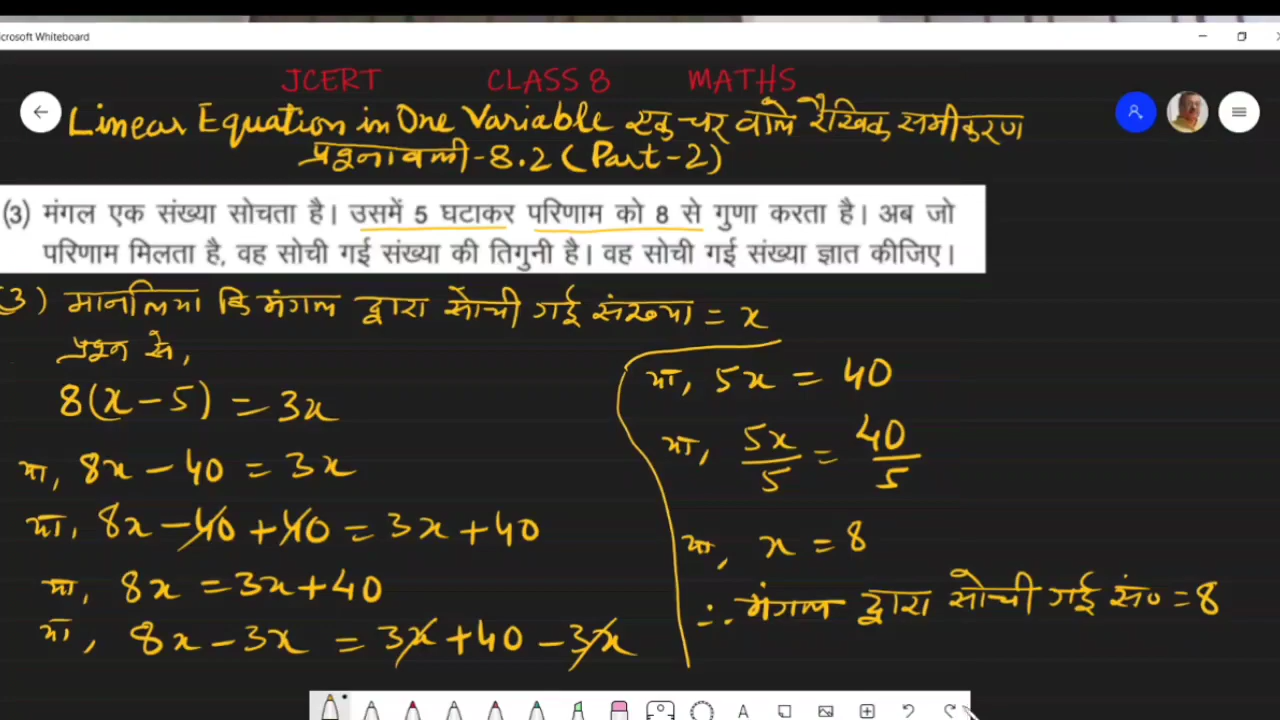 crosoft Whiteboard
JCERT CLASS 8 MATHS
Linear Equation in One Variable एक चर वाले रैखिक समीकरण
प्रश्नावली-8.2 (Part-2)
(3) मंगल एक संख्या सोचता है। उसमें 5 घटाकर परिणाम को 8 से गुणा करता है। अब जो
परिणाम मिलता है, वह सोची गई संख्या की तिगुनी है। वह सोची गई संख्या ज्ञात कीजिए।
3) मानलिया कि मंगल द्वारा सोची गई संख्या = x
प्रश्न से,
8(x - 5) = 3x
या, 8x - 40 = 3x
या, 8x - 40 + 40 = 3x + 40
या, 8x = 3x + 40
या, 8x - 3x = 3x + 40 - 3x
या, 5x = 40
या, 5x/5 = 40/5
या, x = 8
∴ मंगल द्वारा सोची गई सं० = 8